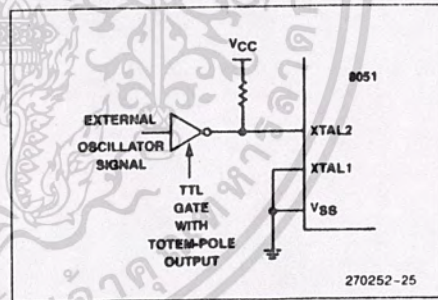 VCC
8051
EXTERNAL
OSCILLATOR
SIGNAL
XTAL2
XTAL1
VSS
TTL
GATE
WITH
TOTEM-POLE
OUTPUT
270252-25